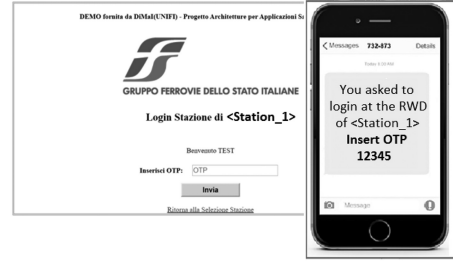 DEMO fornita da DiMaI(UNIFI) - Progetto Architetture per Applicazioni
GRUPPO FERROVIE DELLO STATO ITALIANE
Login Stazione di <Station_1>
Benvenuto TEST
Inserisci OTP: OTP
Invia
Ritorna alla Selezione Stazione
Messages 732-873 Details
You asked to
login at the RWD
of <Station_1>
Insert OTP
12345
Message